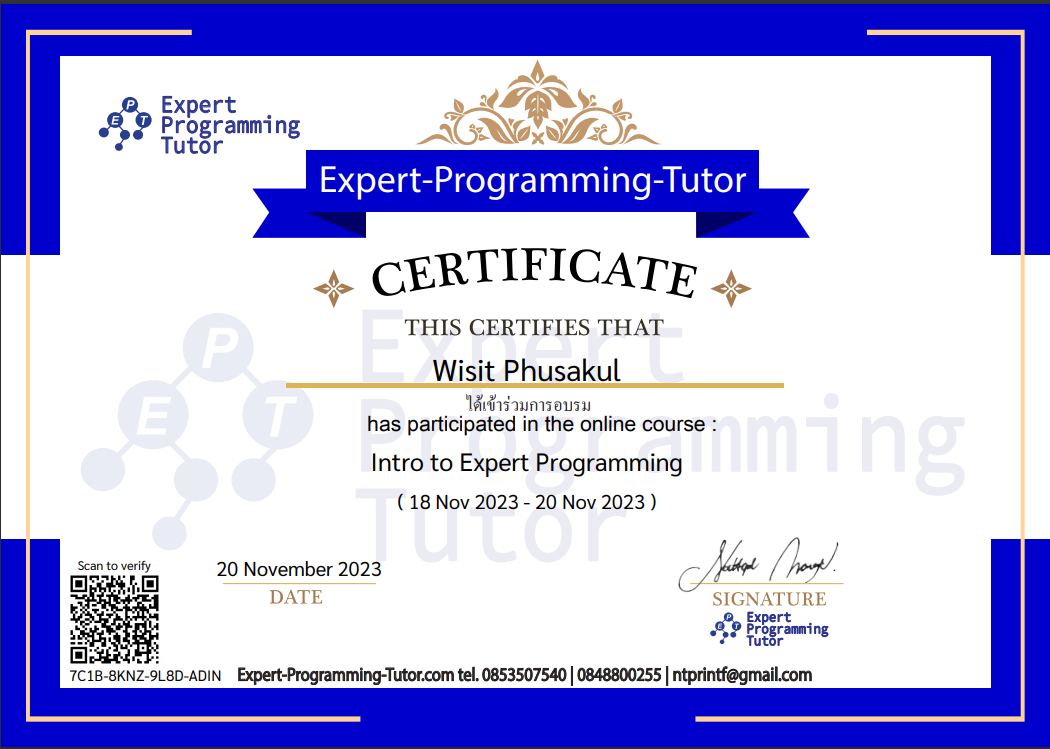 Expert
Programming
Tutor
Expert-Programming-Tutor
CERTIFICATE
THIS CERTIFIES THAT
Wisit Phusakul
ได้เข้าร่วมการอบรม
has participated in the online course :
Intro to Expert Programming
( 18 Nov 2023 - 20 Nov 2023 )
E P T
Expert
Programming
Tutor
Scan to verify
7C1B-8KNZ-9L8D-ADIN
20 November 2023
DATE
SIGNATURE
Expert
Programming
Tutor
Expert-Programming-Tutor.com tel. 0853507540 | 0848800255 | ntprintf@gmail.com